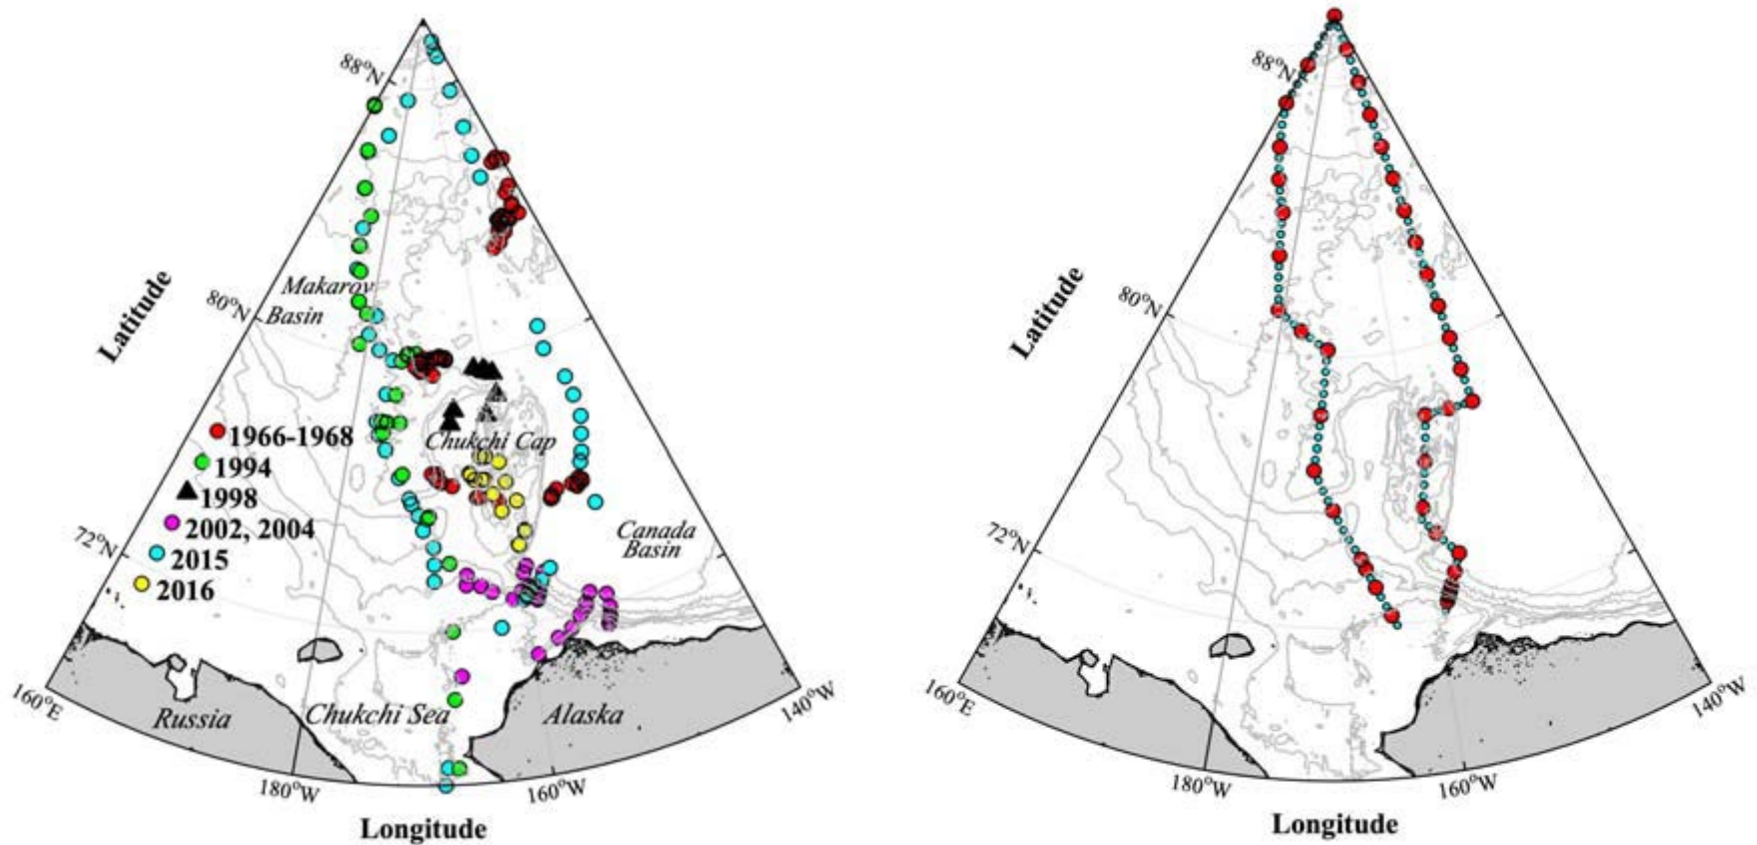 88°N
Makarov
Basin
80°N
Latitude
1966-1968
1994
1998
2002, 2004
2015
2016
Chukchi Cap
Canada
Basin
72°N
160°E
Russia
Chukchi Sea
Alaska
140°W
180°W
160°W
Longitude
88°N
80°N
Latitude
72°N
160°E
140°W
180°W
160°W
Longitude